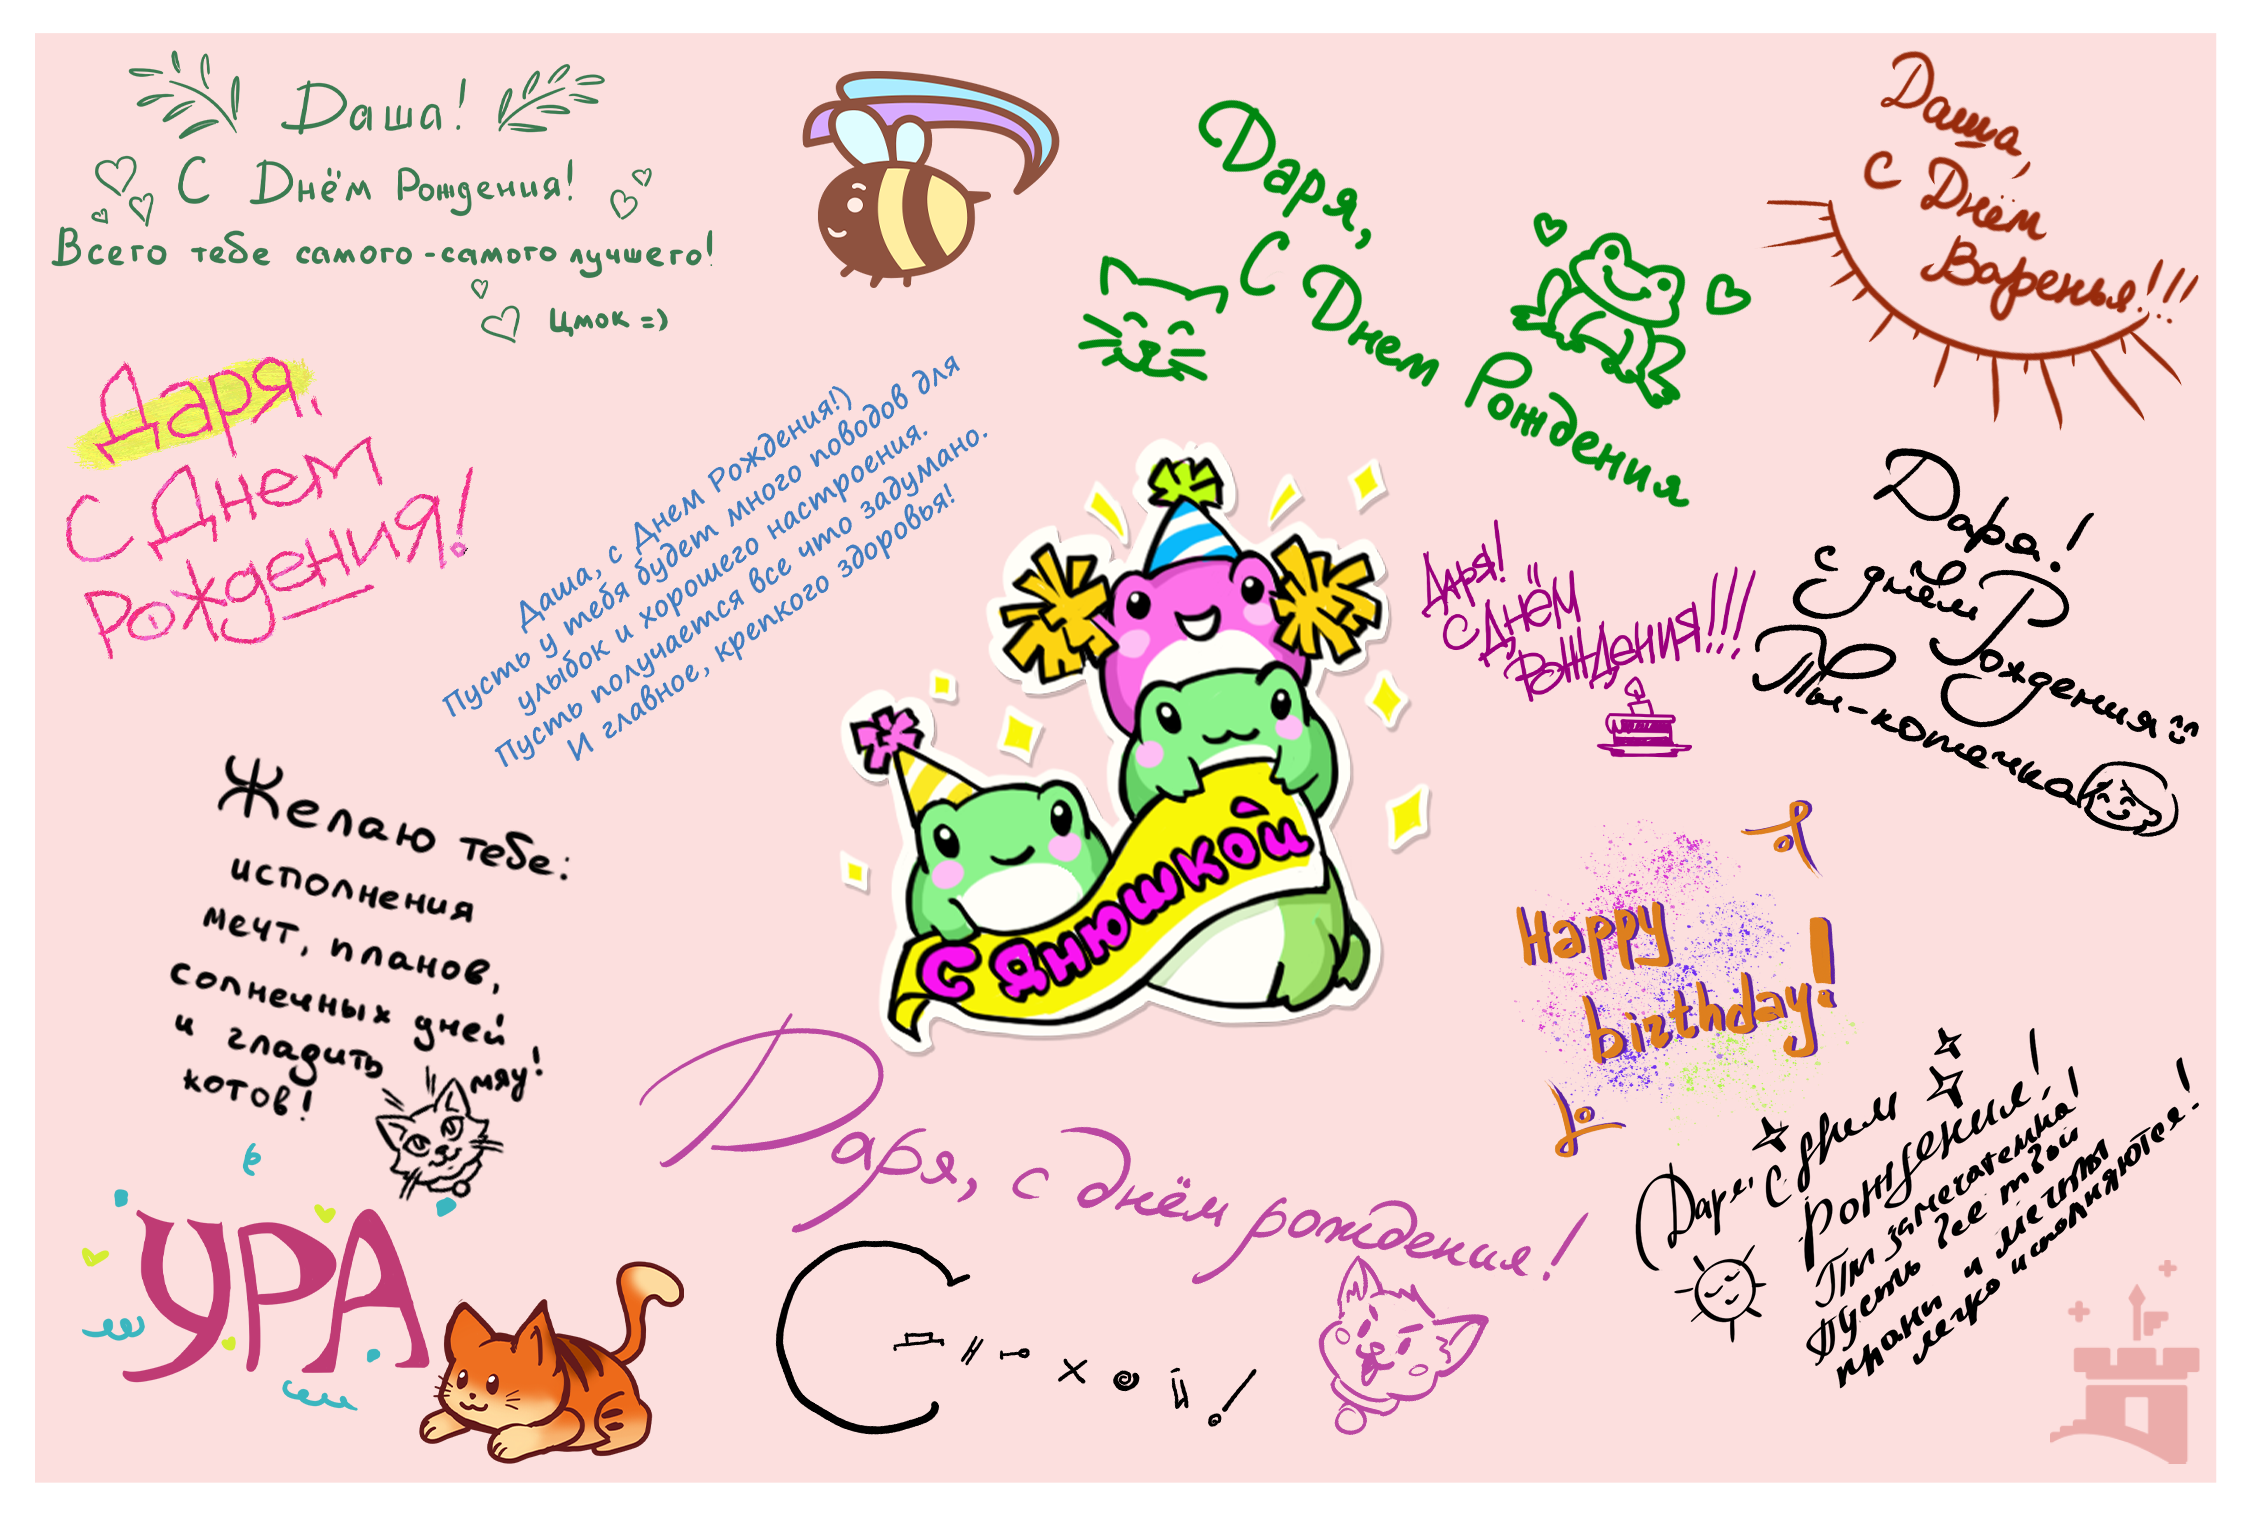 Даша!
С Днём Рождения!
Всего тебе самого-самого лучшего!
Цмок =)
Даря,
С Днем
Рождения
Даша,
С Днём
Варенья!!!
Даря,
С Днем
Рождения!
Даша, с Днем Рождения!)
Пусть у тебя будет много поводов для
улыбок и хорошего настроения.
Пусть получается все что задумано.
И главное, крепкого здоровья!
Даря!
С Днём
Рождения!!!
Даря!
С днём
Рождения
Ты-котечка
С днюшкой
Желаю тебе:
исполнения
мечт, планов,
солнечных дней
и гладить
котов!
мяу!
Happy
birthday!
Даря, с днём рождения!
Даря,
С днем
рождения!
Ты замечательна!
Пусть все твои
и мечты
легко исполняются!
УРА
С днюхой!